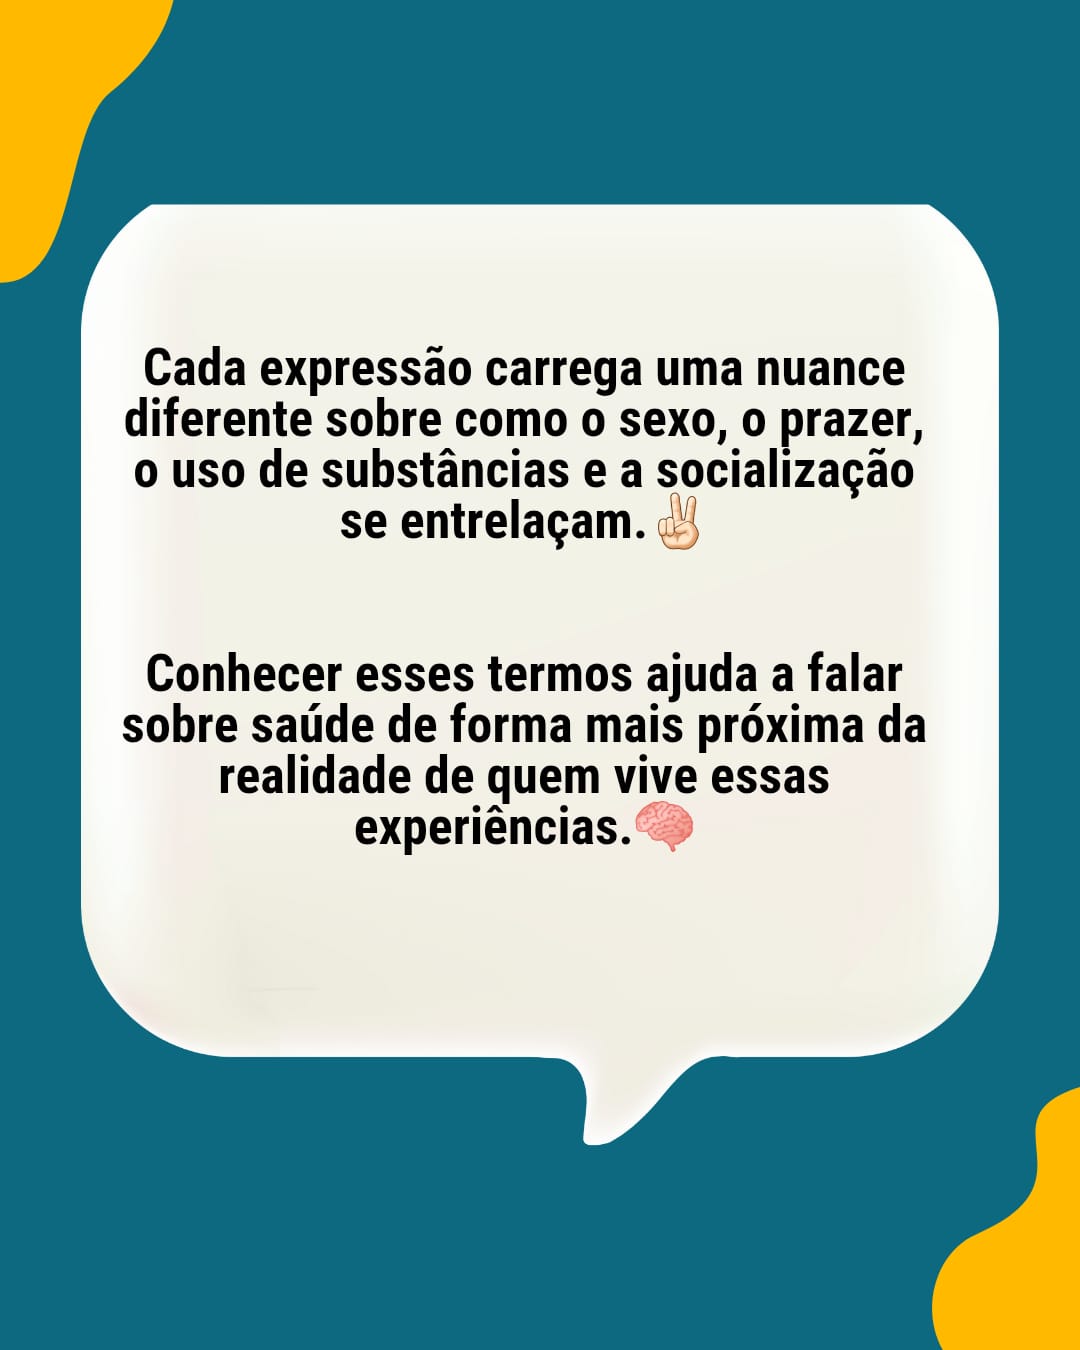 Cada expressão carrega uma nuance
diferente sobre como o sexo, o prazer,
o uso de substâncias e a socialização
se entrelaçam.✌🏻
Conhecer esses termos ajuda a falar
sobre saúde de forma mais próxima da
realidade de quem vive essas
experiências.🧠